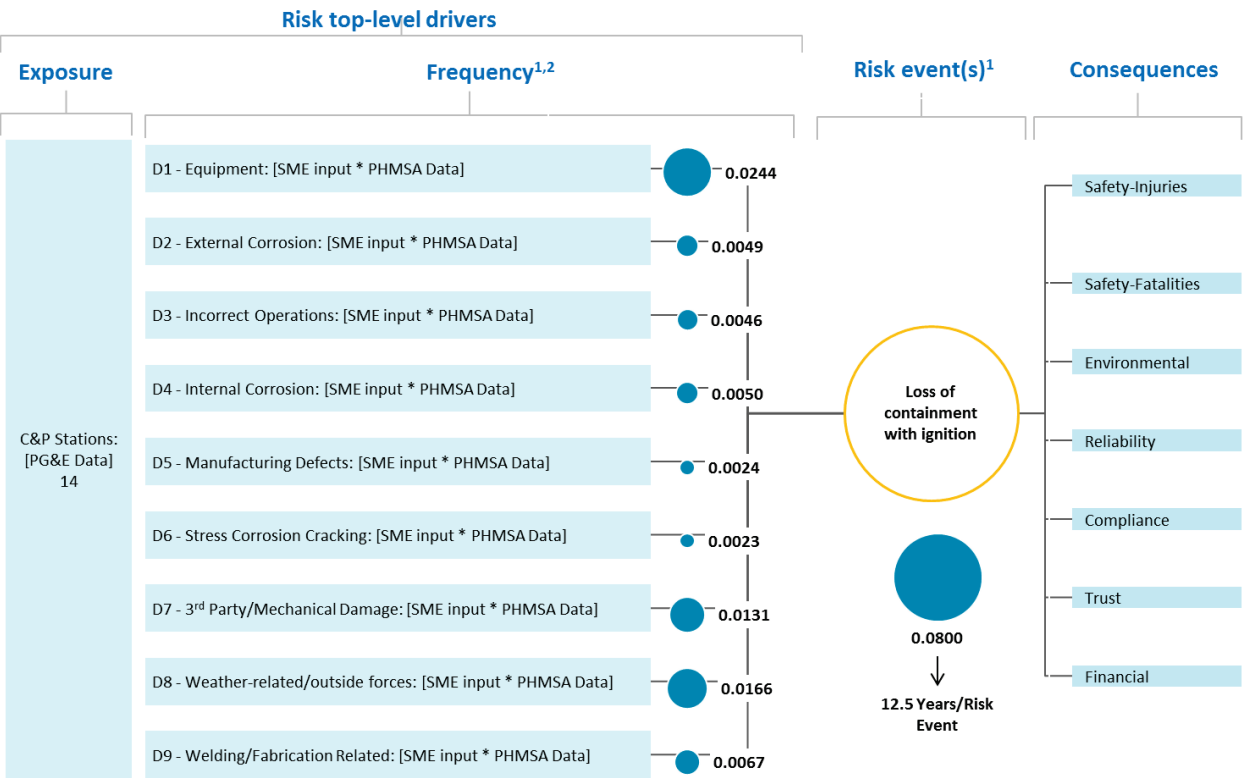 Risk top-level drivers
Exposure
Frequency1,2
Risk event(s)1
Consequences
C&P Stations:
[PG&E Data]
14
D1 - Equipment: [SME input * PHMSA Data]
0.0244
D2 - External Corrosion: [SME input * PHMSA Data]
0.0049
D3 - Incorrect Operations: [SME input * PHMSA Data]
0.0046
D4 - Internal Corrosion: [SME input * PHMSA Data]
0.0050
D5 - Manufacturing Defects: [SME input * PHMSA Data]
0.0024
D6 - Stress Corrosion Cracking: [SME input * PHMSA Data]
0.0023
D7 - 3rd Party/Mechanical Damage: [SME input * PHMSA Data]
0.0131
D8 - Weather-related/outside forces: [SME input * PHMSA Data]
0.0166
D9 - Welding/Fabrication Related: [SME input * PHMSA Data]
0.0067
Loss of
containment
with ignition
0.0800
12.5 Years/Risk
Event
Safety-Injuries
Safety-Fatalities
Environmental
Reliability
Compliance
Trust
Financial